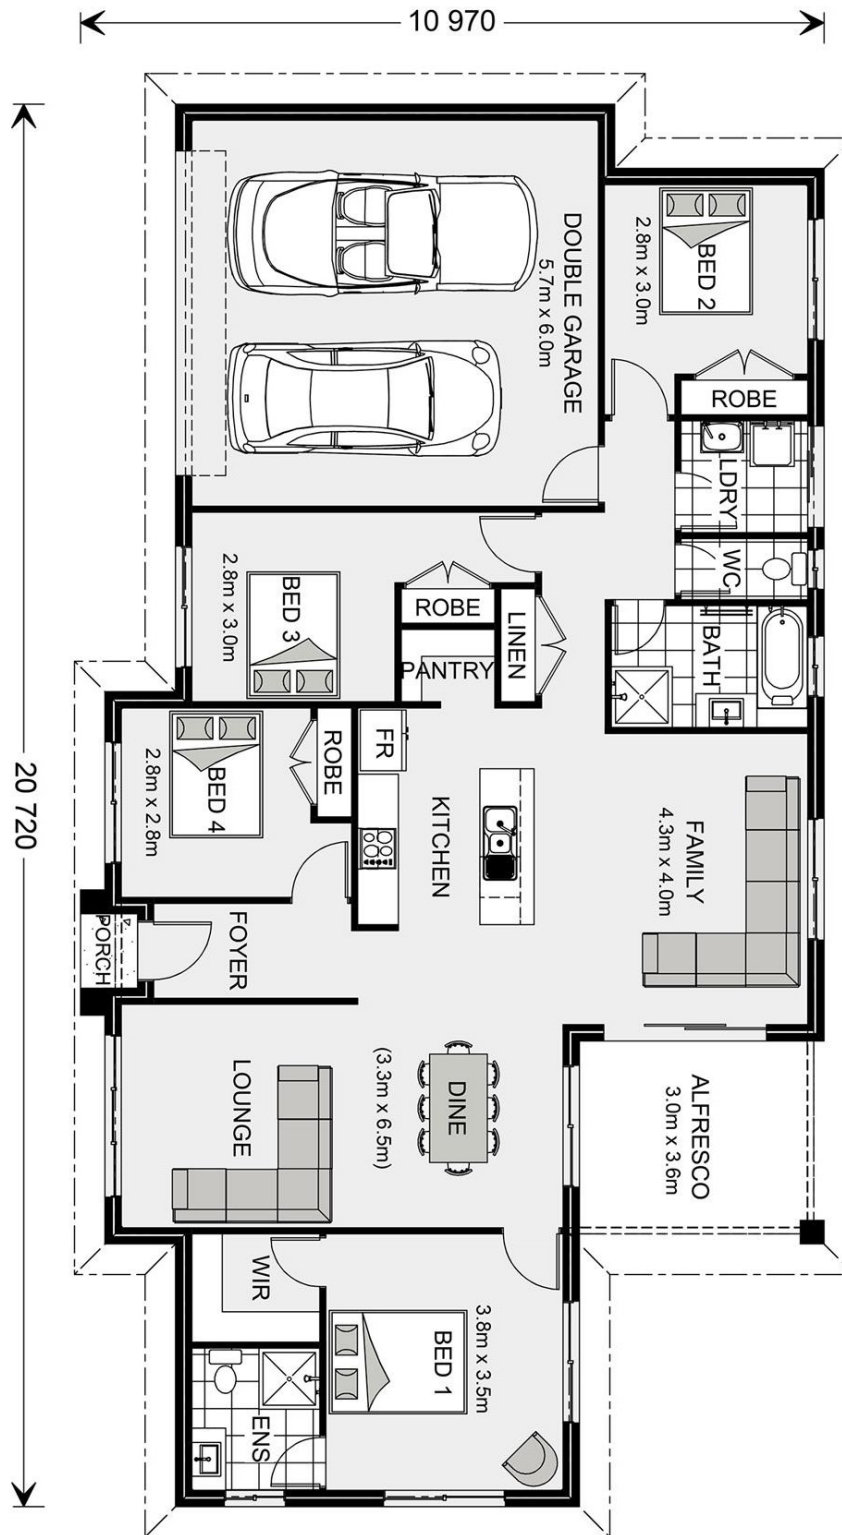 10 970
20 720
DOUBLE GARAGE
5.7m x 6.0m
BED 2
2.8m x 3.0m
ROBE
LDRY
WC
BATH
BED 3
2.8m x 3.0m
ROBE
LINEN
PANTRY
BED 4
2.8m x 2.8m
ROBE
FR
KITCHEN
FAMILY
4.3m x 4.0m
PORCH
FOYER
LOUNGE
(3.3m x 6.5m)
DINE
ALFRESCO
3.0m x 3.6m
WIR
BED 1
3.8m x 3.5m
ENS